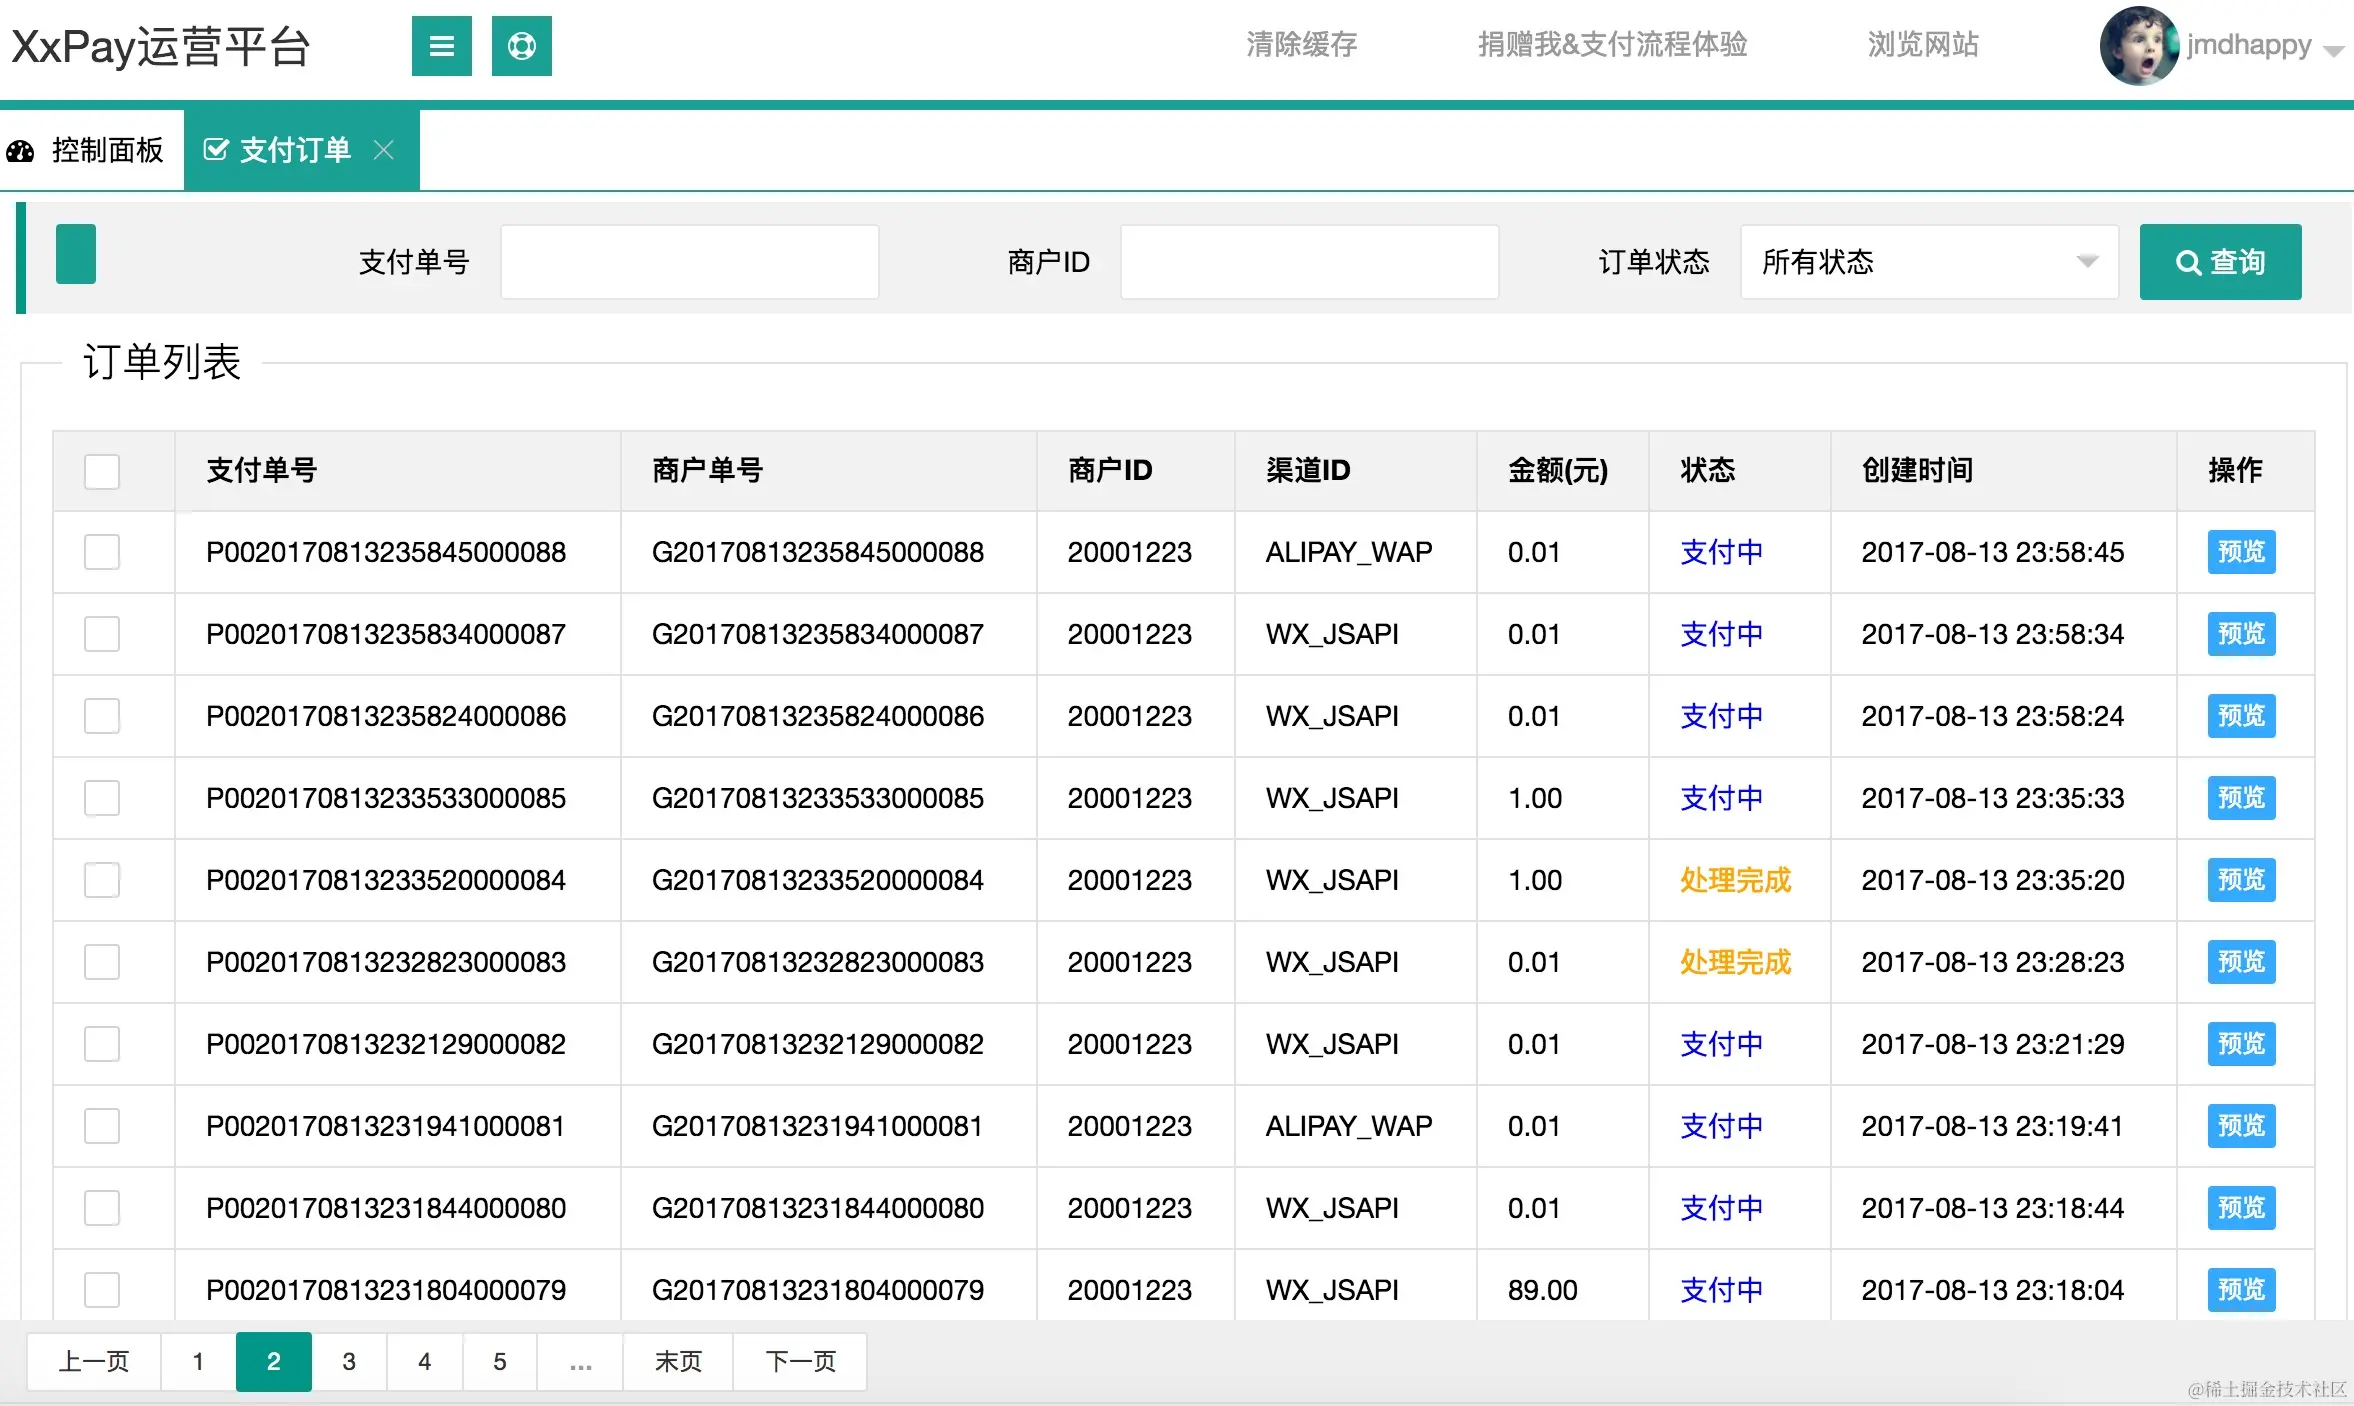 XxPay运营平台 清除缓存 捐赠我&支付流程体验 浏览网站 jmdhappy
控制面板 支付订单
支付单号 商户ID 订单状态 所有状态 查询
订单列表
支付单号 商户单号 商户ID 渠道ID 金额(元) 状态 创建时间 操作
P0020170813235845000088 G20170813235845000088 20001223 ALIPAY_WAP 0.01 支付中 2017-08-13 23:58:45 预览
P0020170813235834000087 G20170813235834000087 20001223 WX_JSAPI 0.01 支付中 2017-08-13 23:58:34 预览
P0020170813235824000086 G20170813235824000086 20001223 WX_JSAPI 0.01 支付中 2017-08-13 23:58:24 预览
P0020170813233533000085 G20170813233533000085 20001223 WX_JSAPI 1.00 支付中 2017-08-13 23:35:33 预览
P0020170813233520000084 G20170813233520000084 20001223 WX_JSAPI 1.00 处理完成 2017-08-13 23:35:20 预览
P0020170813232823000083 G20170813232823000083 20001223 WX_JSAPI 0.01 处理完成 2017-08-13 23:28:23 预览
P0020170813232129000082 G20170813232129000082 20001223 WX_JSAPI 0.01 支付中 2017-08-13 23:21:29 预览
P0020170813231941000081 G20170813231941000081 20001223 ALIPAY_WAP 0.01 支付中 2017-08-13 23:19:41 预览
P0020170813231844000080 G20170813231844000080 20001223 WX_JSAPI 0.01 支付中 2017-08-13 23:18:44 预览
P0020170813231804000079 G20170813231804000079 20001223 WX_JSAPI 89.00 支付中 2017-08-13 23:18:04 预览
上一页 1 2 3 4 5 ... 末页 下一页
@稀土掘金技术社区